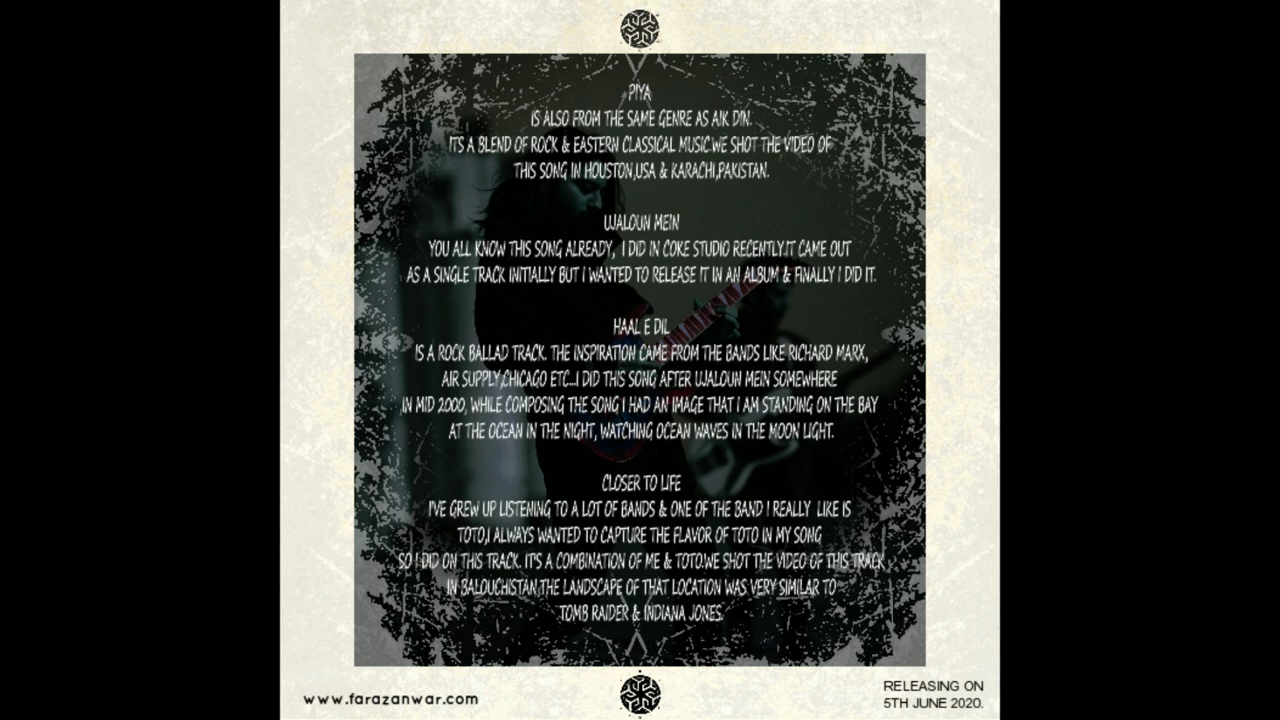 PIYA
IS ALSO FROM THE SAME GENRE AS AIK DIN.
ITS A BLEND OF ROCK & EASTERN CLASSICAL MUSIC.WE SHOT THE VIDEO OF
THIS SONG IN HOUSTON,USA & KARACHI,PAKISTAN.
UJALOUN MEIN
YOU ALL KNOW THIS SONG ALREADY, I DID IN COKE STUDIO RECENTLY.IT CAME OUT
AS A SINGLE TRACK INITIALLY BUT I WANTED TO RELEASE IT IN AN ALBUM & FINALLY I DID IT.
HAAL E DIL
IS A ROCK BALLAD TRACK. THE INSPIRATION CAME FROM THE BANDS LIKE RICHARD MARX,
AIR SUPPLY,CHICAGO ETC...I DID THIS SONG AFTER UJALOUN MEIN SOMEWHERE
IN MID 2000, WHILE COMPOSING THE SONG I HAD AN IMAGE THAT I AM STANDING ON THE BAY
AT THE OCEAN IN THE NIGHT, WATCHING OCEAN WAVES IN THE MOON LIGHT.
CLOSER TO LIFE
I'VE GREW UP LISTENING TO A LOT OF BANDS & ONE OF THE BAND I REALLY LIKE IS
TOTO,I ALWAYS WANTED TO CAPTURE THE FLAVOR OF TOTO IN MY SONG
SO I DID ON THIS TRACK. IT'S A COMBINATION OF ME & TOTO.WE SHOT THE VIDEO OF THIS TRACK
IN BALOUCHISTAN.THE LANDSCAPE OF THAT LOCATION WAS VERY SIMILAR TO
TOMB RAIDER & INDIANA JONES.
www.farazanwar.com
RELEASING ON
5TH JUNE 2020.